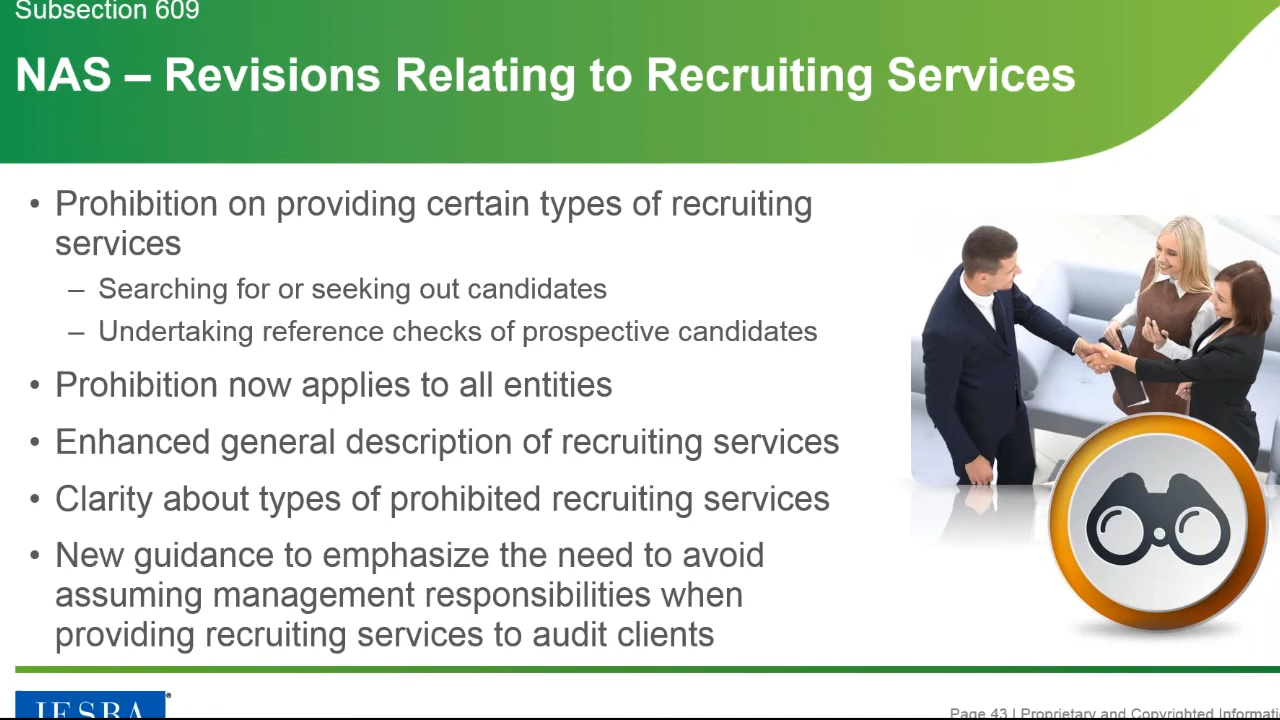 Subsection 609
NAS – Revisions Relating to Recruiting Services
• Prohibition on providing certain types of recruiting
services
– Searching for or seeking out candidates
– Undertaking reference checks of prospective candidates
• Prohibition now applies to all entities
• Enhanced general description of recruiting services
• Clarity about types of prohibited recruiting services
• New guidance to emphasize the need to avoid
assuming management responsibilities when
providing recruiting services to audit clients
IESBA®
Page 43 | Proprietary and Copyrighted Informati